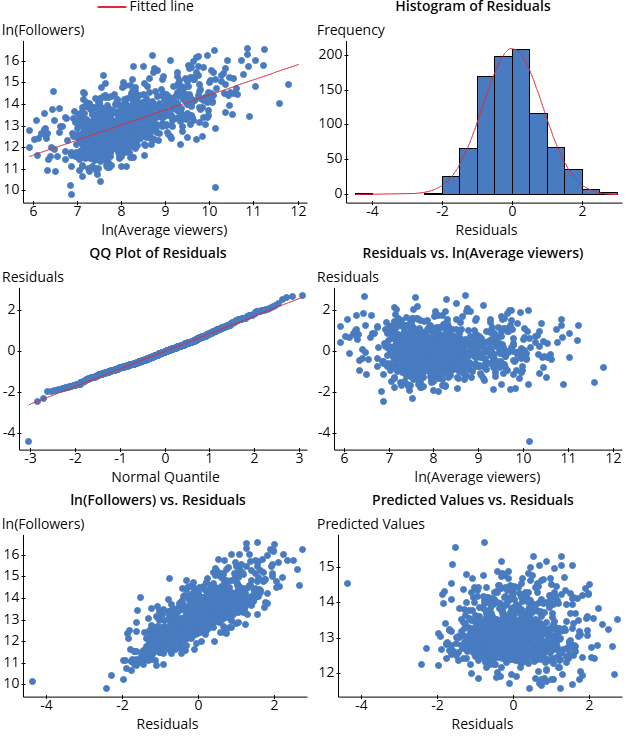 Fitted line
ln(Followers)
16
15
14
13
12
11
10
6 7 8 9 10 11 12
ln(Average viewers)
Histogram of Residuals
Frequency
200
150
100
50
0
-4 -2 0 2
Residuals
QQ Plot of Residuals
Residuals
2
0
-2
-4
-3 -2 -1 0 1 2 3
Normal Quantile
Residuals vs. ln(Average viewers)
Residuals
2
0
-2
-4
6 7 8 9 10 11 12
ln(Average viewers)
ln(Followers) vs. Residuals
ln(Followers)
16
15
14
13
12
11
10
-4 -2 0 2
Residuals
Predicted Values vs. Residuals
Predicted Values
15
14
13
12
-4 -2 0 2
Residuals